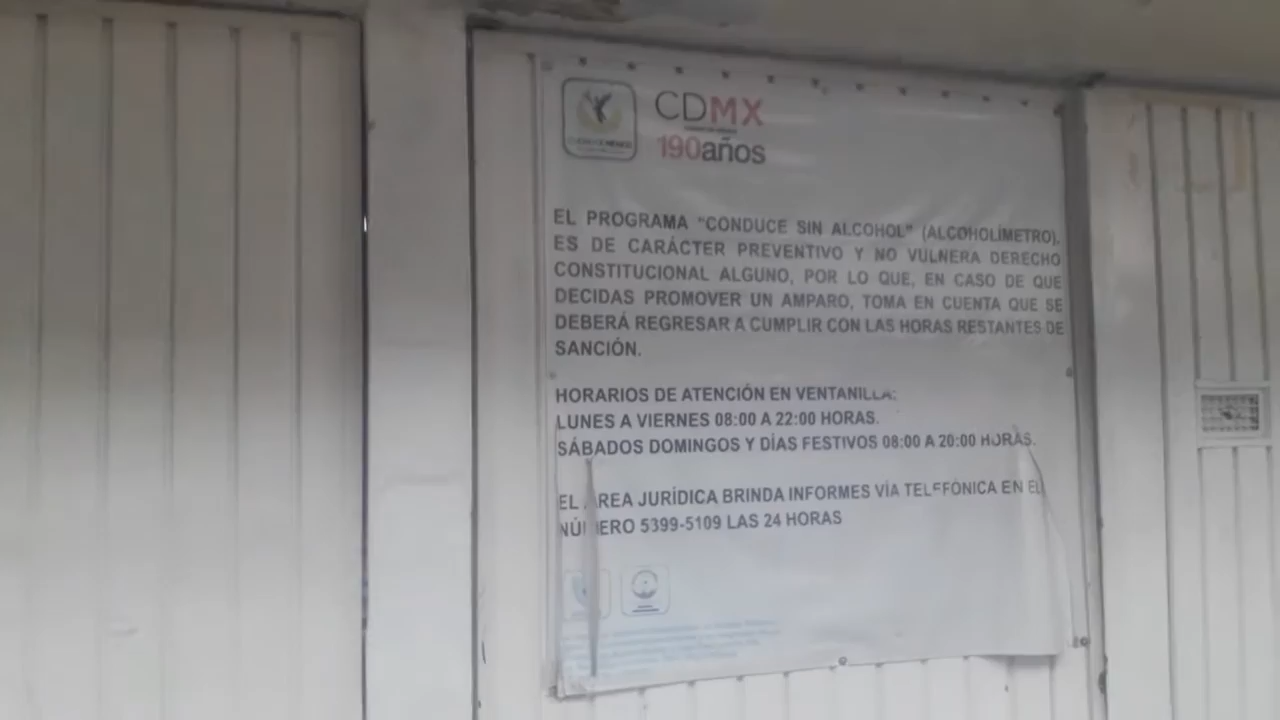 CDMX
190años
EL PROGRAMA "CONDUCE SIN ALCOHOL" (ALCOHOLÍMETRO),
ES DE CARÁCTER PREVENTIVO Y NO VULNERA DERECHO
CONSTITUCIONAL ALGUNO, POR LO QUE, EN CASO DE QUE
DECIDAS PROMOVER UN AMPARO, TOMA EN CUENTA QUE SE
DEBERÁ REGRESAR A CUMPLIR CON LAS HORAS RESTANTES DE
SANCIÓN.
HORARIOS DE ATENCIÓN EN VENTANILLA:
LUNES A VIERNES 08:00 A 22:00 HORAS.
SÁBADOS DOMINGOS Y DÍAS FESTIVOS 08:00 A 20:00 HORAS.
EL ÁREA JURÍDICA BRINDA INFORMES VÍA TELEFÓNICA EN EL
NÚMERO 5399-5109 LAS 24 HORAS